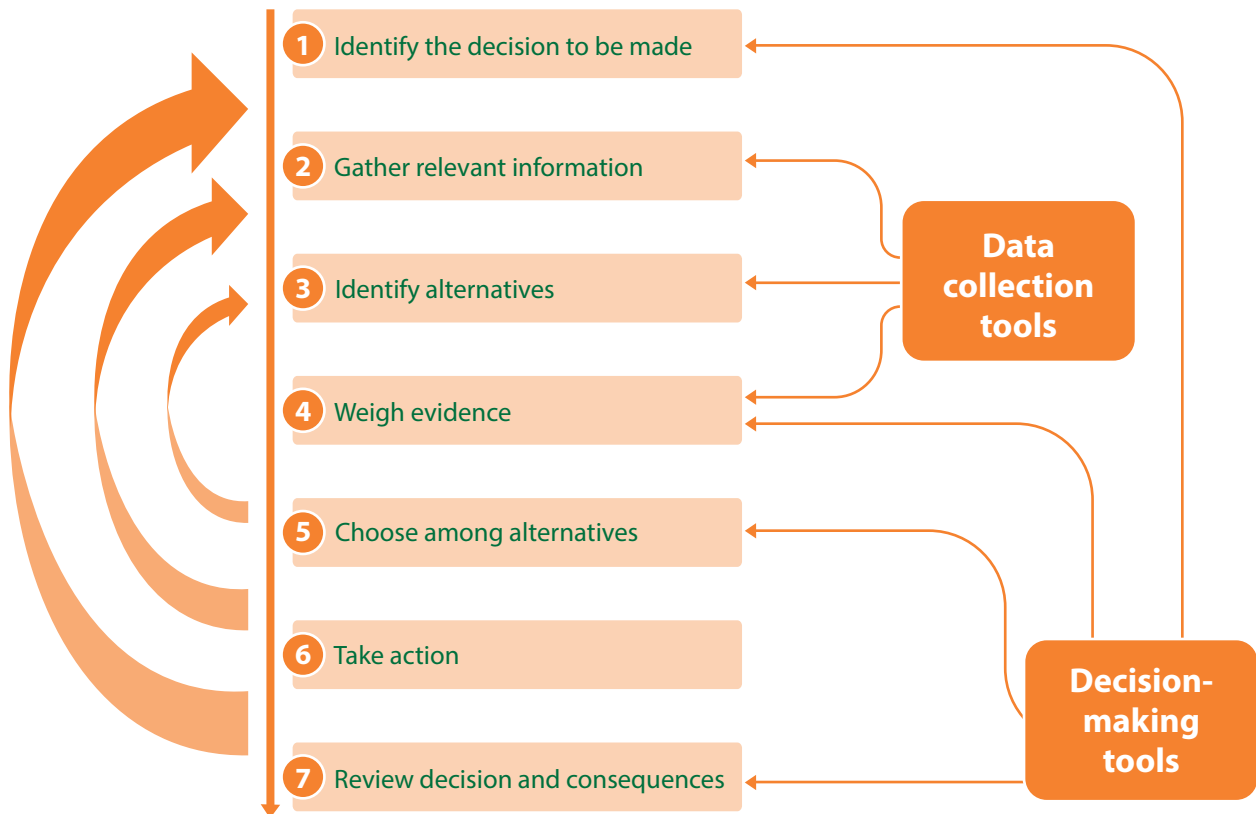 1 Identify the decision to be made
2 Gather relevant information
3 Identify alternatives
4 Weigh evidence
5 Choose among alternatives
6 Take action
7 Review decision and consequences
Data
collection
tools
Decision-
making
tools